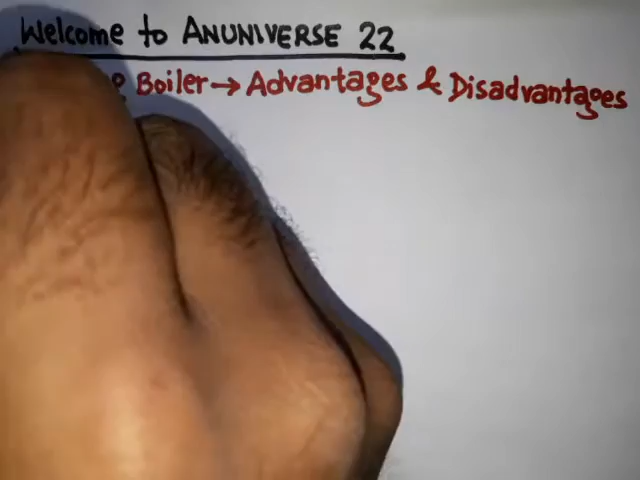 Welcome to ANUNIVERSE 22
Boiler → Advantages & Disadvantages